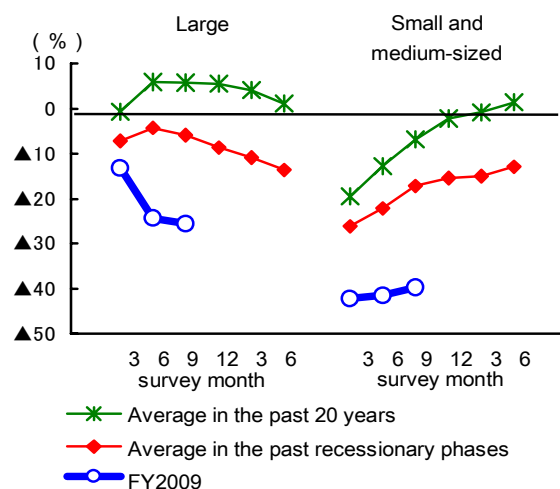 Large
Small and
medium-sized
( % )
10
0
▲10
▲20
▲30
▲40
▲50
3 6 9 12 3 6
survey month
3 6 9 12 3 6
survey month
Average in the past 20 years
Average in the past recessionary phases
FY2009